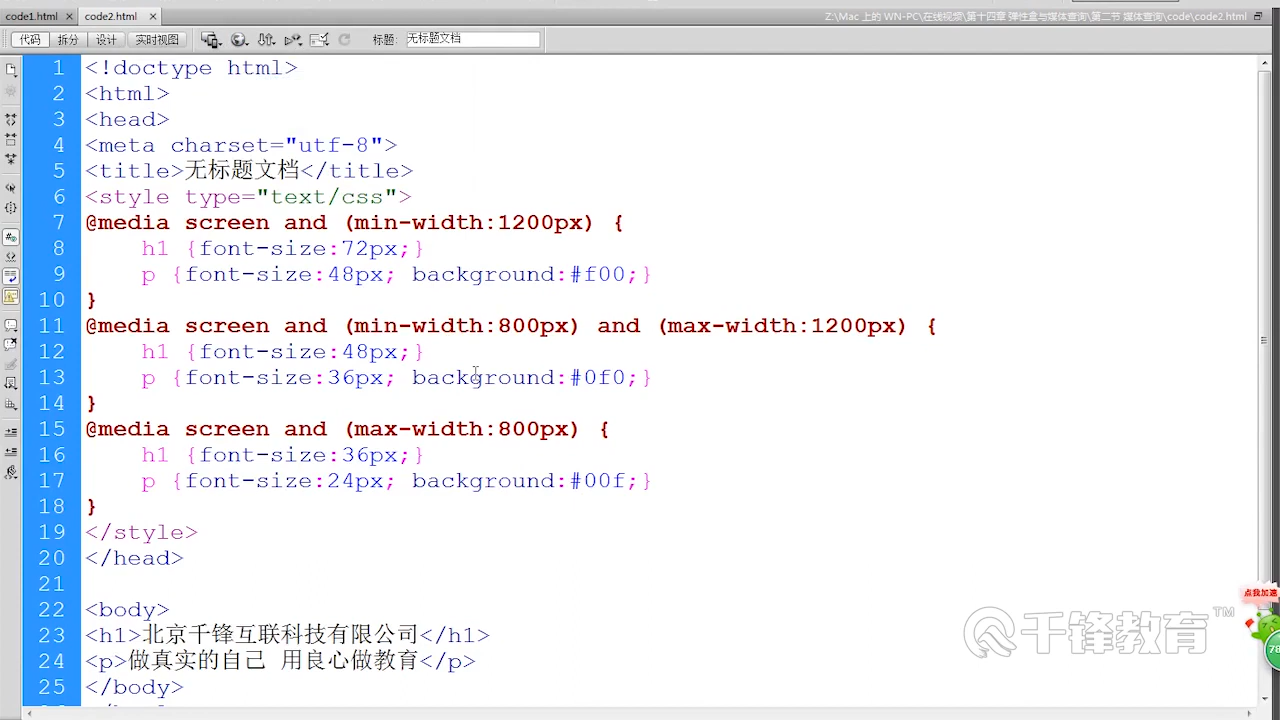 code1.html × code2.html × Z:\Mac 上的 WN-PC\在线视频\第十四章 弹性盒与媒体查询\第二节 媒体查询\code\code2.html
代码 拆分 设计 实时视图 标题: 无标题文档
1 <!doctype html>
2 <html>
3 <head>
4 <meta charset="utf-8">
5 <title>无标题文档</title>
6 <style type="text/css">
7 @media screen and (min-width:1200px) {
8 h1 {font-size:72px;}
9 p {font-size:48px; background:#f00;}
10 }
11 @media screen and (min-width:800px) and (max-width:1200px) {
12 h1 {font-size:48px;}
13 p {font-size:36px; background:#0f0;}
14 }
15 @media screen and (max-width:800px) {
16 h1 {font-size:36px;}
17 p {font-size:24px; background:#00f;}
18 }
19 </style>
20 </head>
21
22 <body>
23 <h1>北京千锋互联科技有限公司</h1>
24 <p>做真实的自己 用良心做教育</p>
25 </body>
千锋教育 TM
点我加速
78